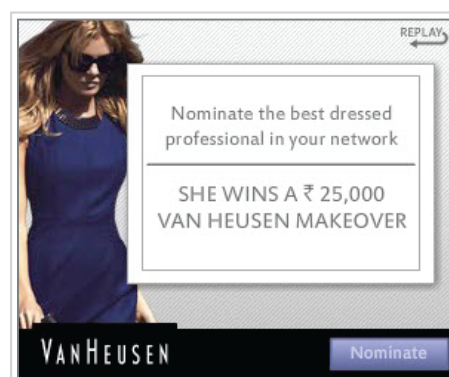 REPLAY
Nominate the best dressed
professional in your network
SHE WINS A ₹ 25,000
VAN HEUSEN MAKEOVER
VANHEUSEN
Nominate